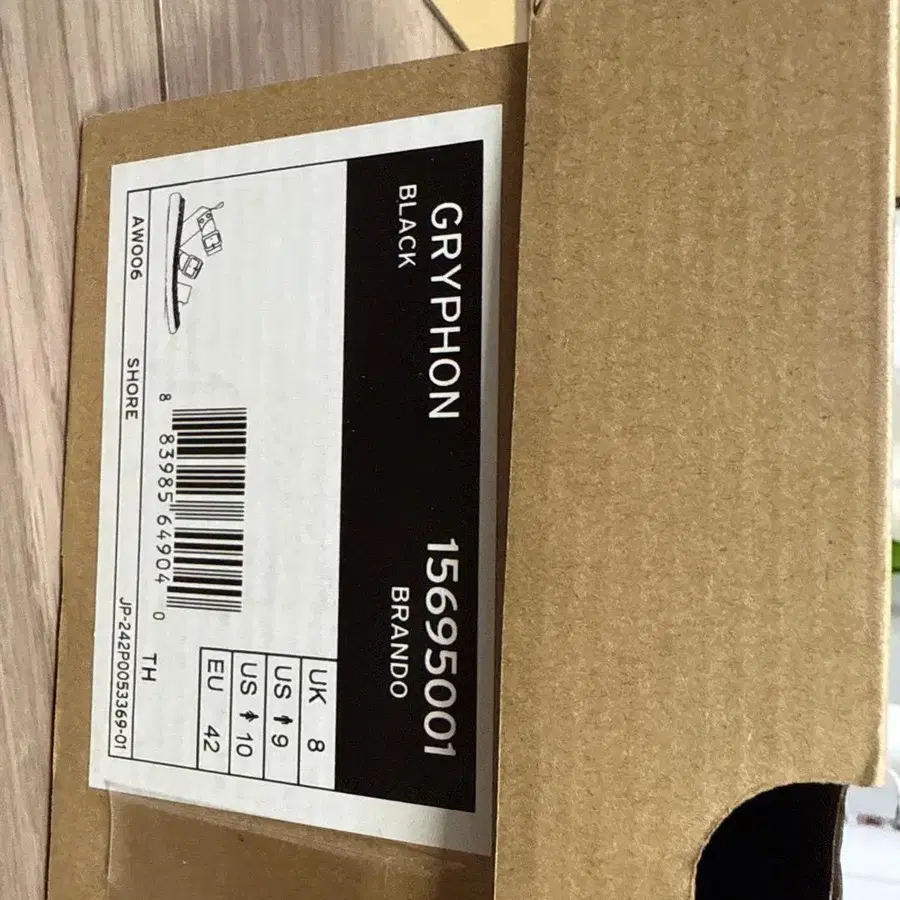 GRYPHON 15695001
BLACK BRANDO
UK 8
US 9
US 10
EU 42
8 83985 64904 0
TH
AW006 SHORE JP-242P0053369-01